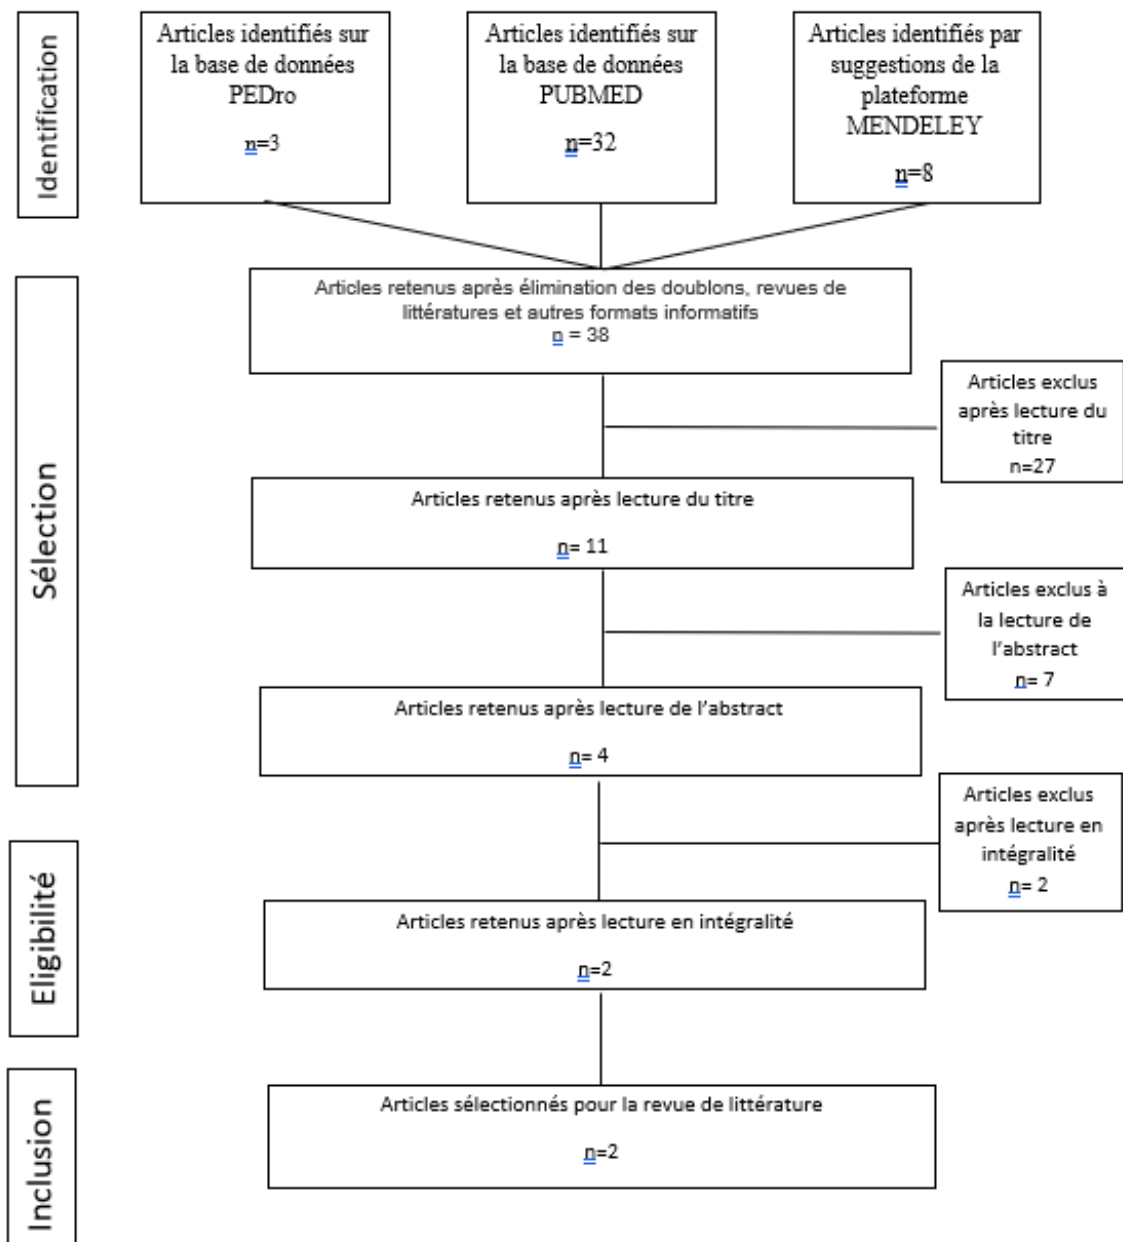 Identification
Articles identifiés sur
la base de données
PEDro
n=3
Articles identifiés sur
la base de données
PUBMED
n=32
Articles identifiés par
suggestions de la
plateforme
MENDELEY
n=8
Sélection
Articles retenus après élimination des doublons, revues de
littératures et autres formats informatifs
n = 38
Articles exclus
après lecture du
titre
n=27
Articles retenus après lecture du titre
n= 11
Articles exclus à
la lecture de
l'abstract
n= 7
Articles retenus après lecture de l'abstract
n= 4
Articles exclus
après lecture en
intégralité
n= 2
Eligibilité
Articles retenus après lecture en intégralité
n=2
Inclusion
Articles sélectionnés pour la revue de littérature
n=2